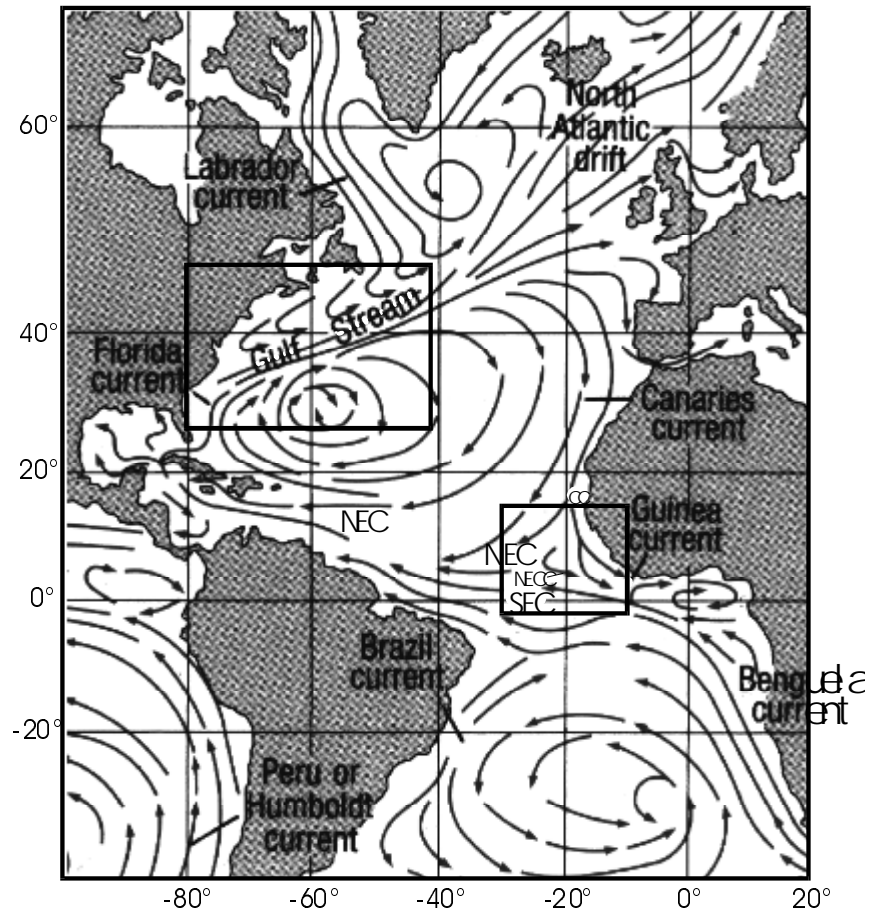 60°
North
Atlantic
drift
Labrador
current
Gulf Stream
40°
Florida
current
Canaries
current
20°
CC
Guinea
current
NEC
NEC
NECC
SEC
0°
Brazil
current
Benguela
current
-20°
Peru or
Humboldt
current
-80°
-60°
-40°
-20°
0°
20°